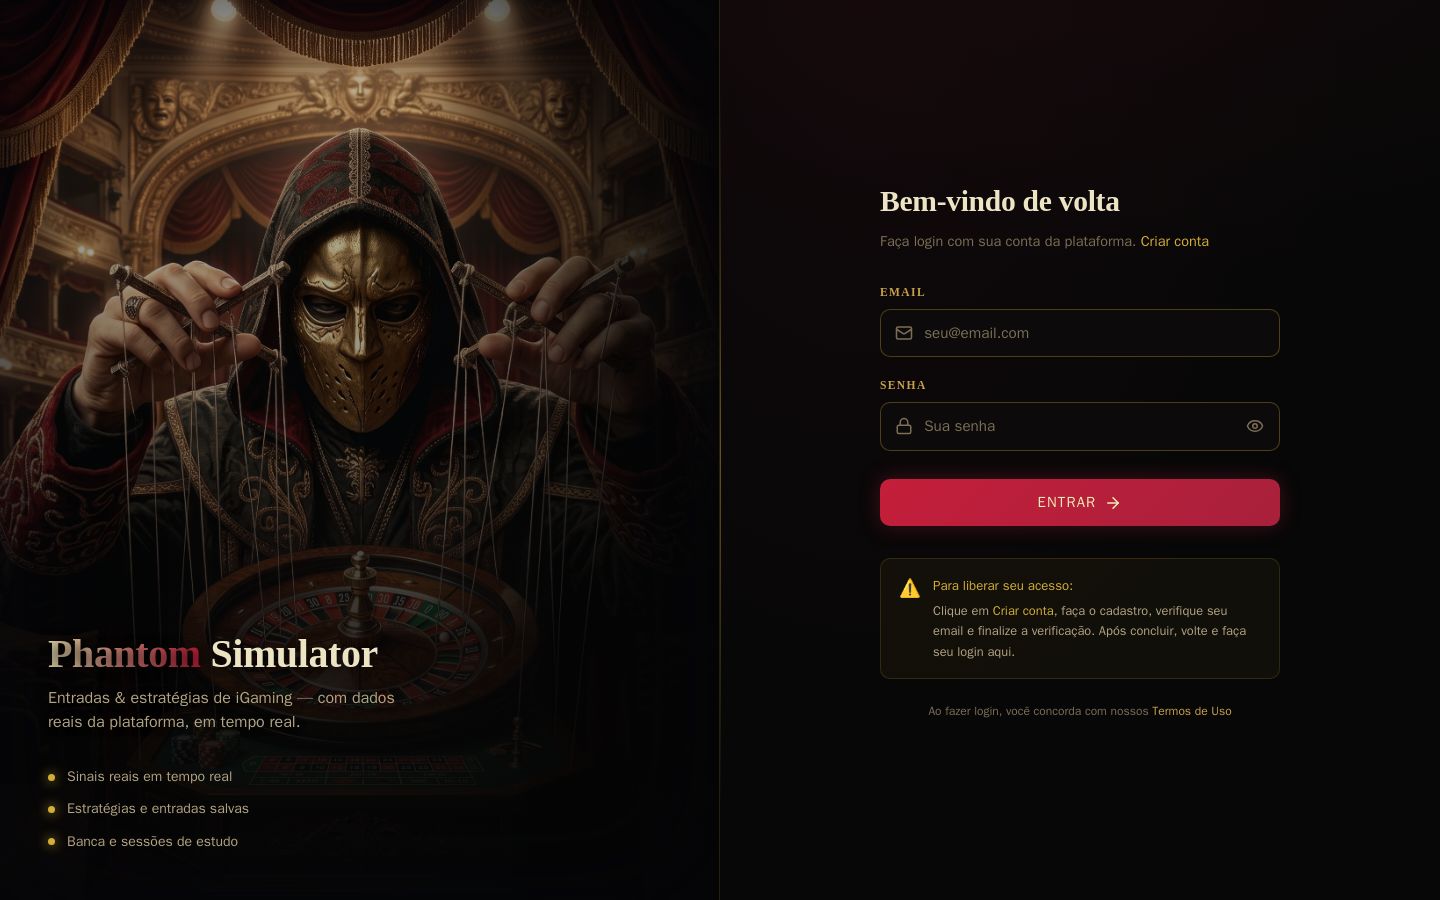 Phantom Simulator
Entradas & estratégias de iGaming — com dados
reais da plataforma, em tempo real.
Sinais reais em tempo real
Estratégias e entradas salvas
Banca e sessões de estudo
Bem-vindo de volta
Faça login com sua conta da plataforma. Criar conta
EMAIL
seu@email.com
SENHA
Sua senha
ENTRAR →
⚠️ Para liberar seu acesso:
Clique em Criar conta, faça o cadastro, verifique seu
email e finalize a verificação. Após concluir, volte e faça
seu login aqui.
Ao fazer login, você concorda com nossos Termos de Uso